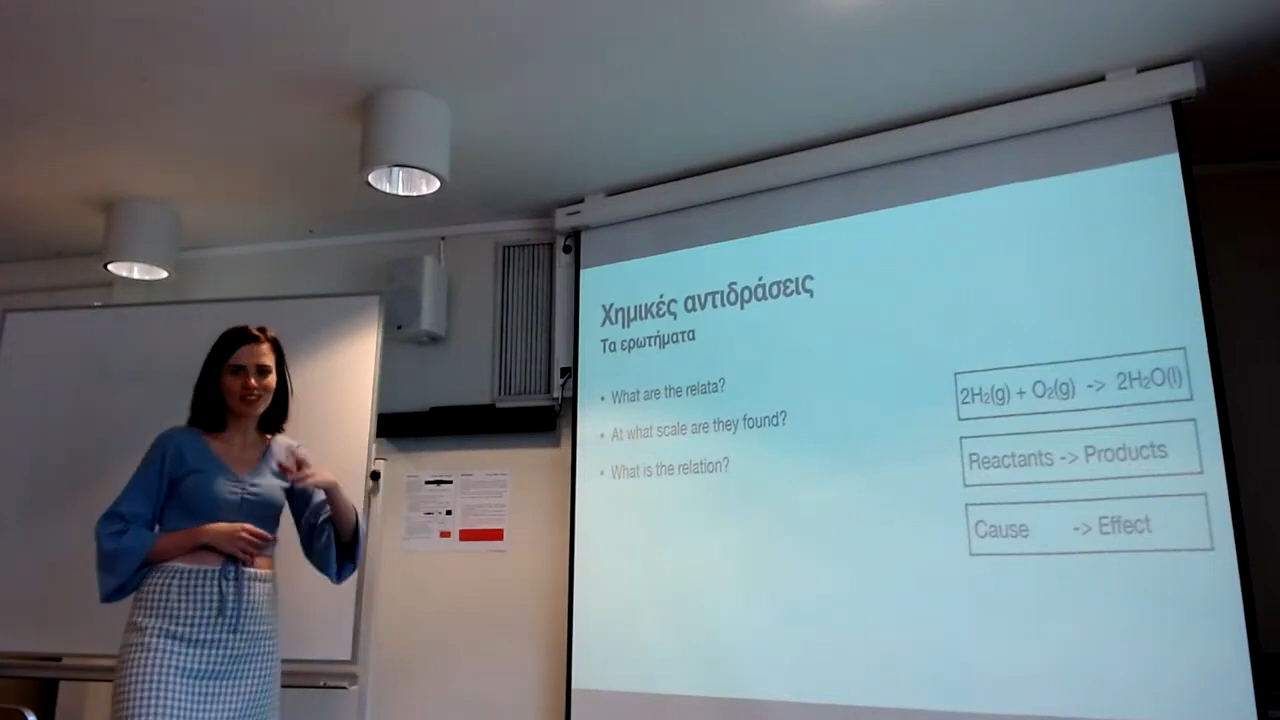 Χημικές αντιδράσεις
Τα ερωτήματα
• What are the relata?
• At what scale are they found?
• What is the relation?
2H₂(g) + O₂(g) -> 2H₂O(l)
Reactants -> Products
Cause -> Effect